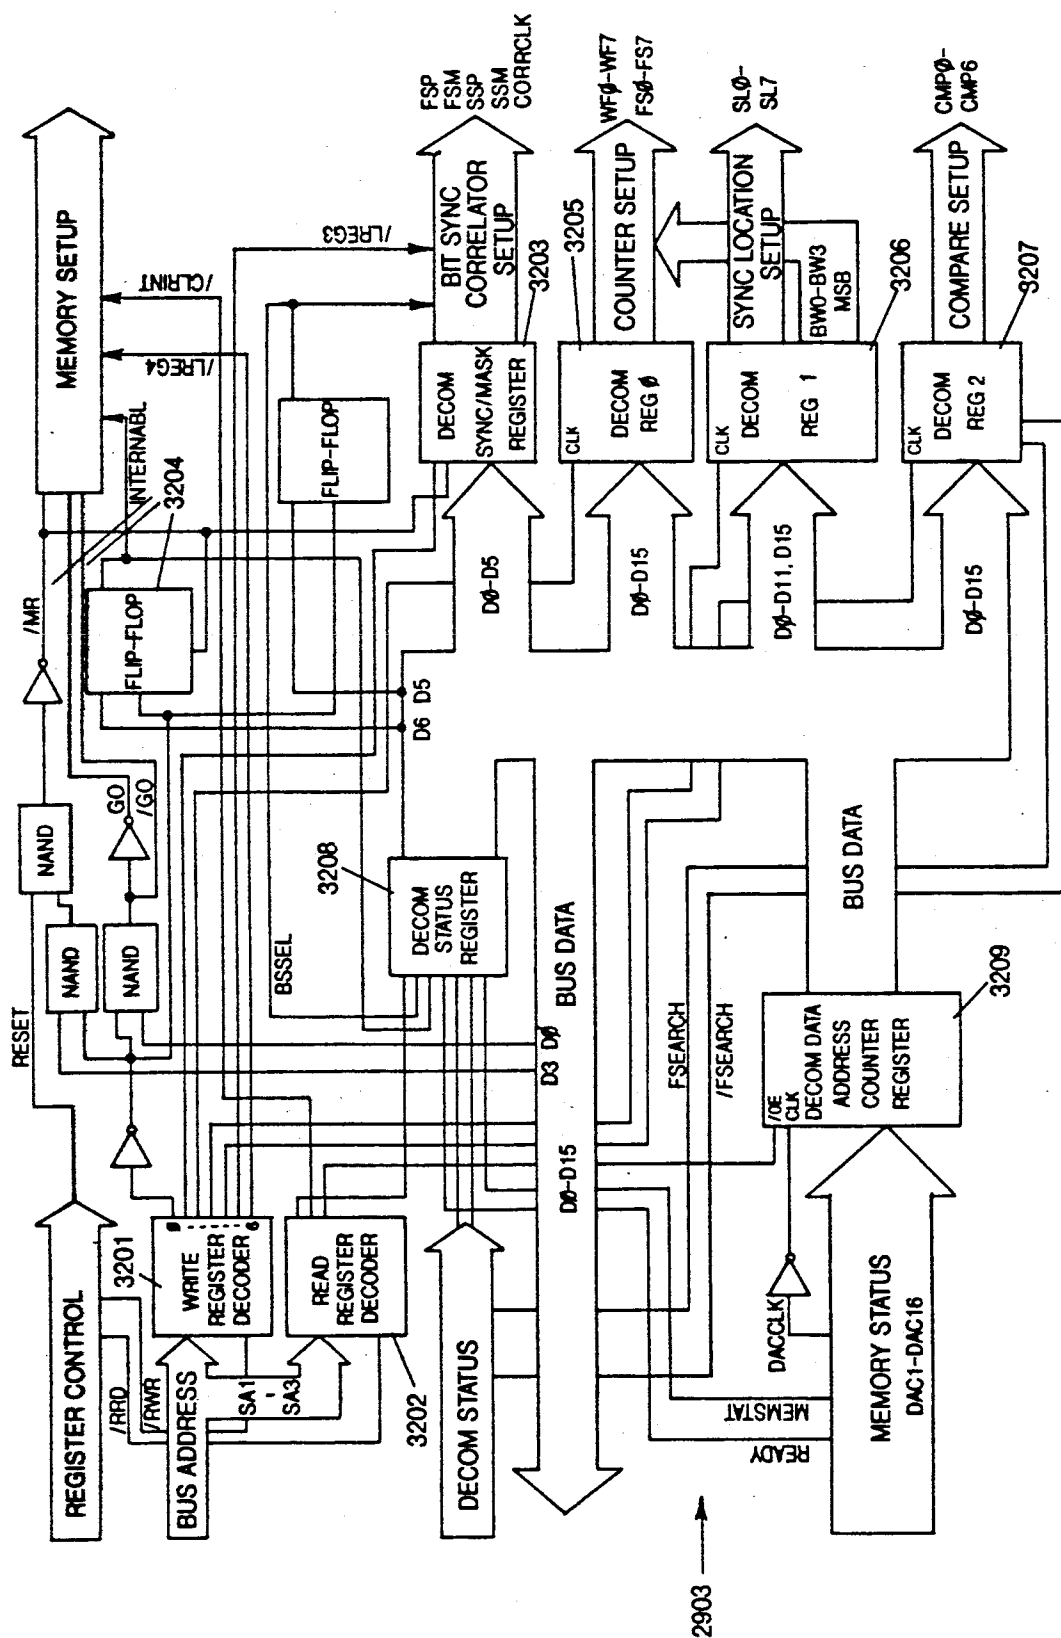 REGISTER CONTROL
RESET
NAND
NAND
NAND
GO
/GO
/MR
FLIP-FLOP
3204
INTERNABL
MEMORY SETUP
/LREG4
/CLRINT
/LREG3
/RRD
/RWR
BUS ADDRESS
SA1
-
SA3
3201
WRITE
REGISTER
DECODER
0
6
READ
REGISTER
DECODER
3202
D3
D0
BSSEL
D6
D5
FLIP-FLOP
DECOM STATUS
3208
DECOM
STATUS
REGISTER
DECOM
SYNC/MASK
REGISTER
3203
BIT SYNC
CORRELATOR
SETUP
FSP
FSM
SSP
SSM
CORRCLK
D0-D5
CLK
DECOM
REG 0
3205
COUNTER SETUP
WF0-WF7
FS0-FS7
D0-D15
BUS DATA
D0-D15
CLK
DECOM
REG 1
SYNC LOCATION
SETUP
SL0-
SL7
BW0-BW3
MSB
3206
D0-D11, D15
CLK
DECOM
REG 2
COMPARE SETUP
CMP0-
CMP6
3207
D0-D15
FSEARCH
/FSEARCH
MEMSTAT
READY
DACCLK
/OE
CLK
DECOM DATA
ADDRESS
COUNTER
REGISTER
3209
BUS DATA
MEMORY STATUS
DAC1-DAC16
2903